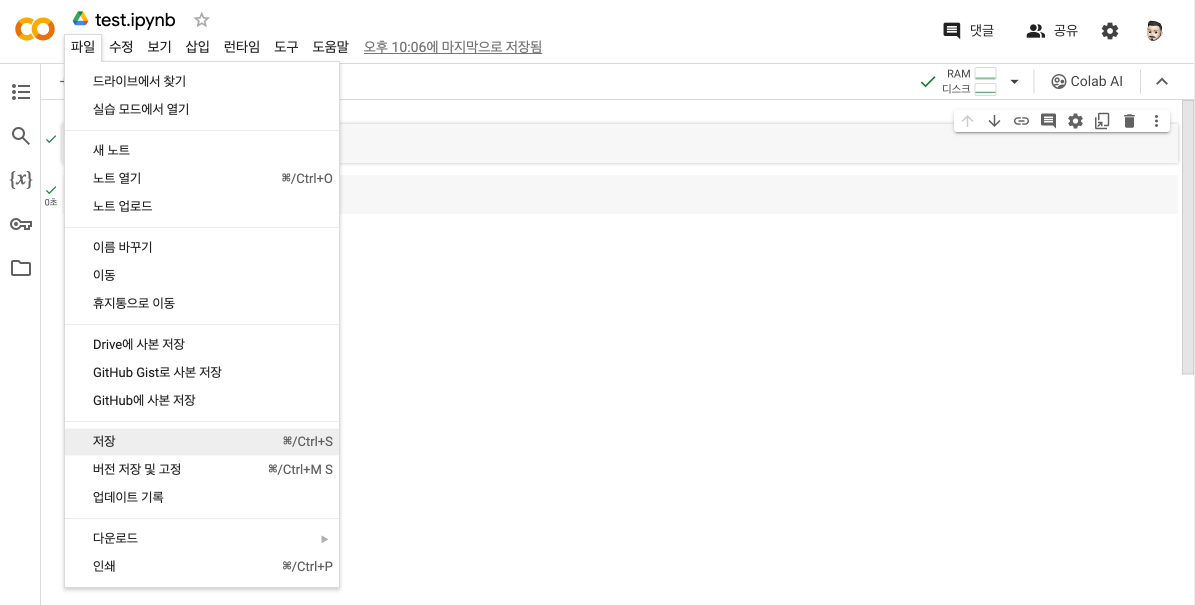 test.ipynb
댓글
공유
파일 수정 보기 삽입 런타임 도구 도움말 오후 10:06에 마지막으로 저장됨
RAM
디스크
Colab AI
드라이브에서 찾기
실습 모드에서 열기
새 노트
노트 열기 ⌘/Ctrl+O
노트 업로드
이름 바꾸기
이동
휴지통으로 이동
Drive에 사본 저장
GitHub Gist로 사본 저장
GitHub에 사본 저장
저장 ⌘/Ctrl+S
버전 저장 및 고정 ⌘/Ctrl+M S
업데이트 기록
다운로드
인쇄 ⌘/Ctrl+P
{x}
0초